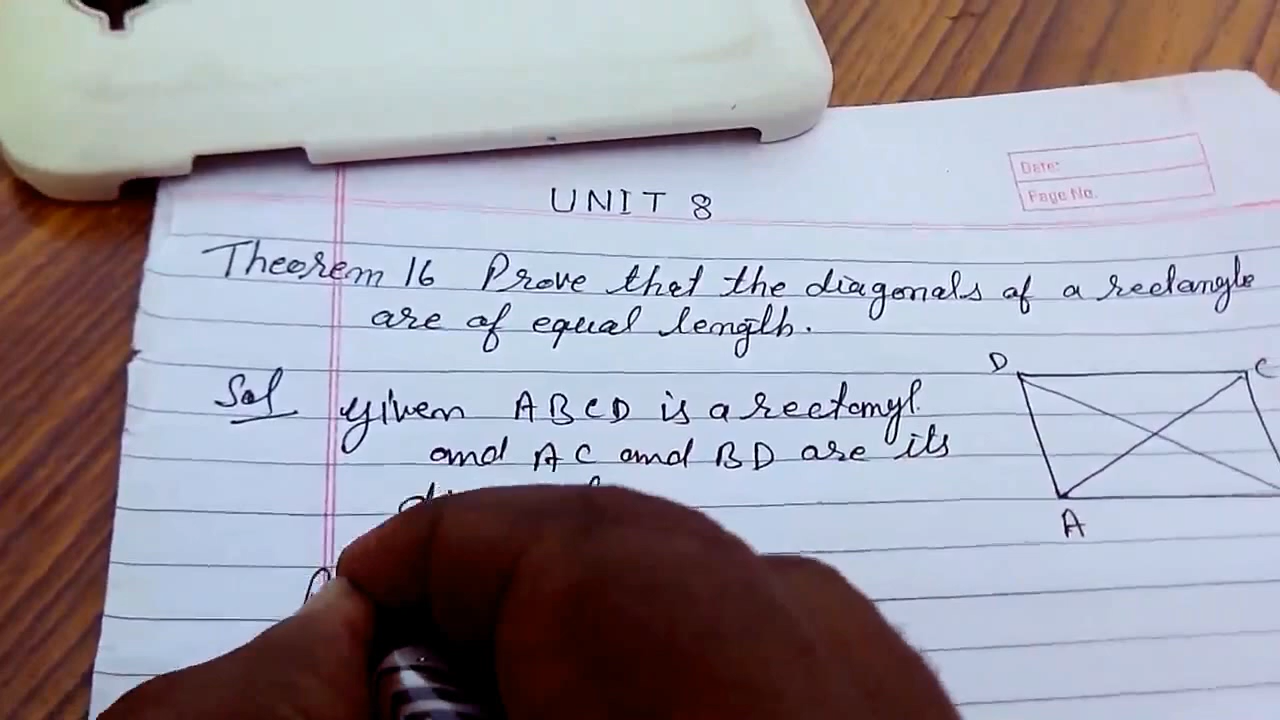 Date:
Page No.
UNIT 8
Theorem 16 Prove that the diagonals of a rectangle
are of equal length.
Sol given ABCD is a rectangl.
and AC and BD are its
D
C
A